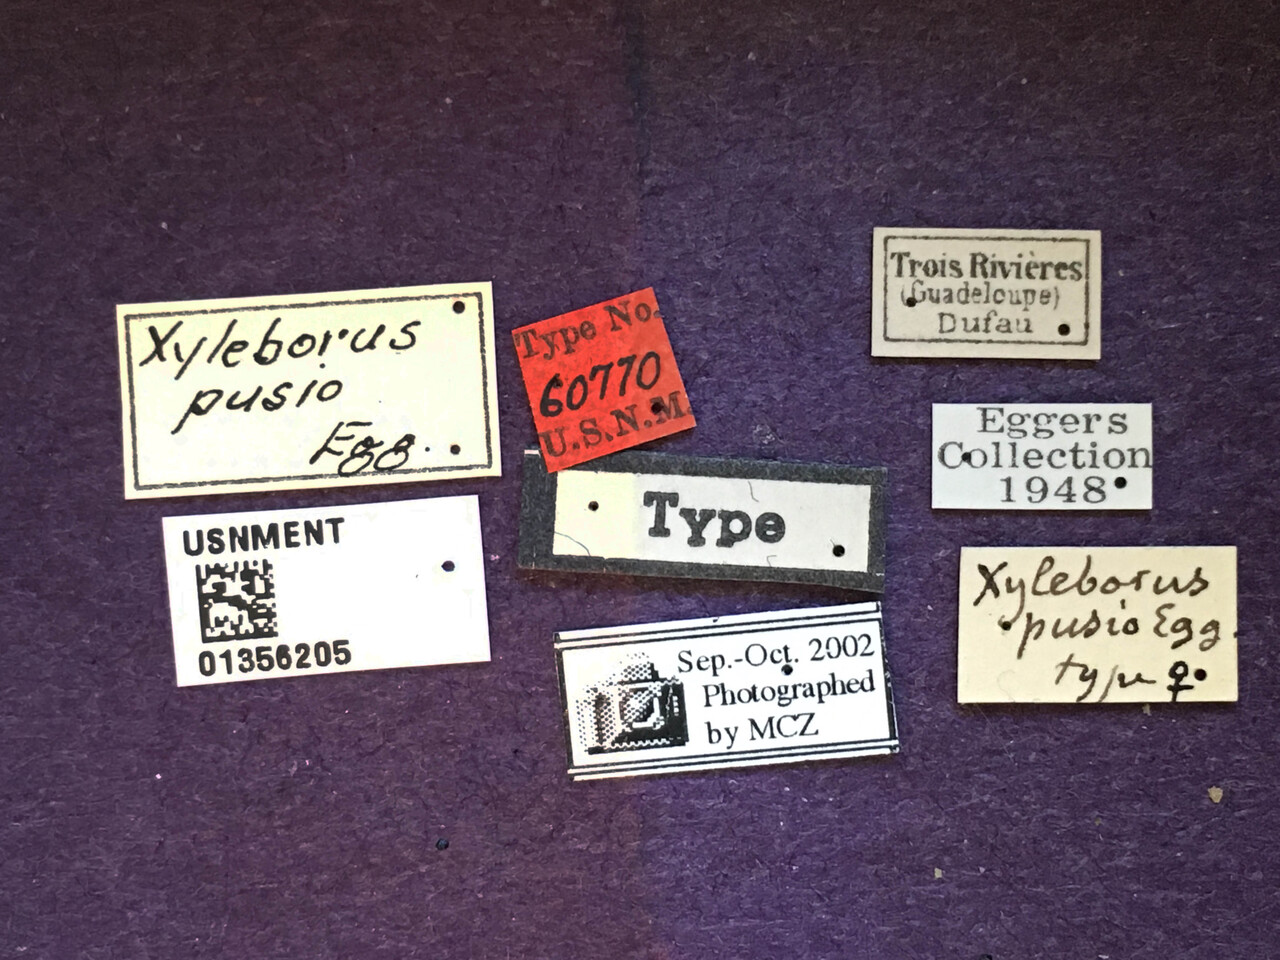 Trois Rivières
(Guadeloupe)
Dufau
Xyleborus
pusio
Egg.
Type No.
60770
U.S.N.M.
Eggers
Collection
1948
Type
USNMENT
01356205
Xyleborus
pusio Egg.
type ♀
Sep.-Oct. 2002
Photographed
by MCZ